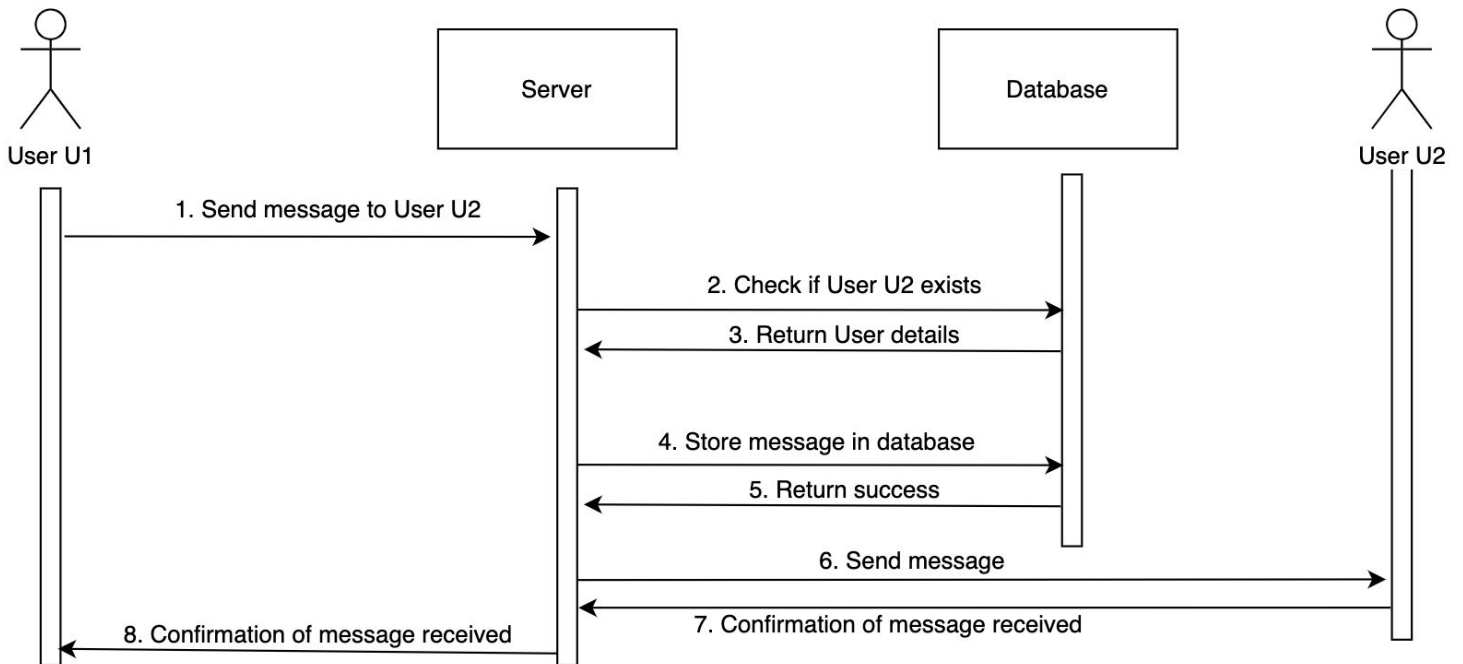 Server
Database
User U1
User U2
1. Send message to User U2
2. Check if User U2 exists
3. Return User details
4. Store message in database
5. Return success
6. Send message
7. Confirmation of message received
8. Confirmation of message received